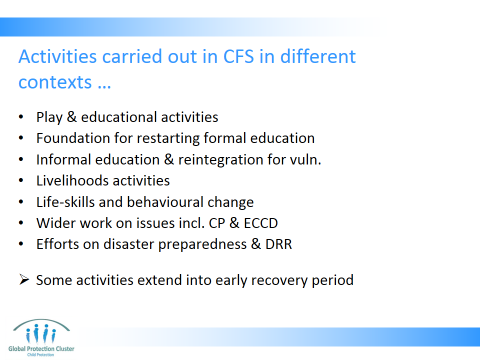 Activities carried out in CFS in different
contexts …
• Play & educational activities
• Foundation for restarting formal education
• Informal education & reintegration for vuln.
• Livelihoods activities
• Life-skills and behavioural change
• Wider work on issues incl. CP & ECCD
• Efforts on disaster preparedness & DRR
➢ Some activities extend into early recovery period
Global Protection Cluster
Child Protection